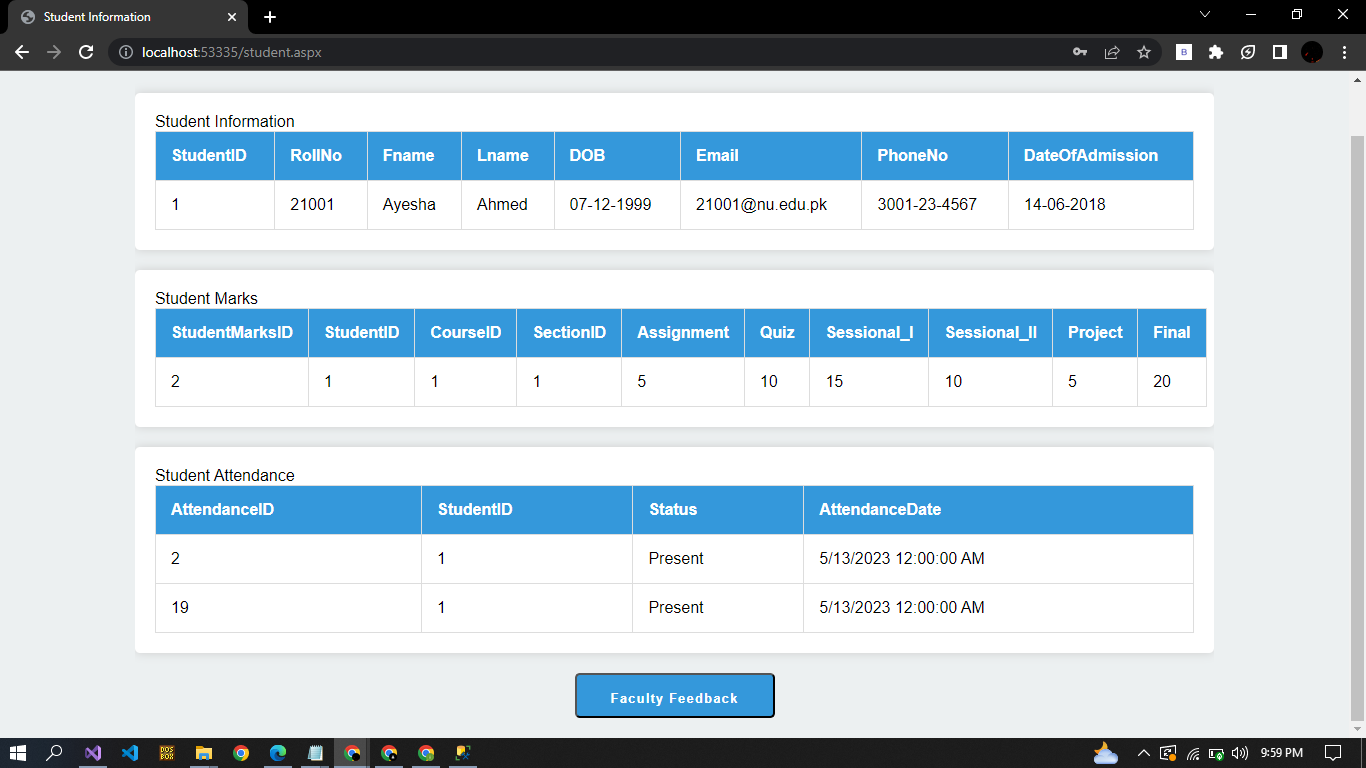 Student Information
localhost:53335/student.aspx
B
Student Information
StudentID RollNo Fname Lname DOB Email PhoneNo DateOfAdmission
1 21001 Ayesha Ahmed 07-12-1999 21001@nu.edu.pk 3001-23-4567 14-06-2018
Student Marks
StudentMarksID StudentID CourseID SectionID Assignment Quiz Sessional_I Sessional_II Project Final
2 1 1 1 5 10 15 10 5 20
Student Attendance
AttendanceID StudentID Status AttendanceDate
2 1 Present 5/13/2023 12:00:00 AM
19 1 Present 5/13/2023 12:00:00 AM
Faculty Feedback
DOS
BOX
9:59 PM